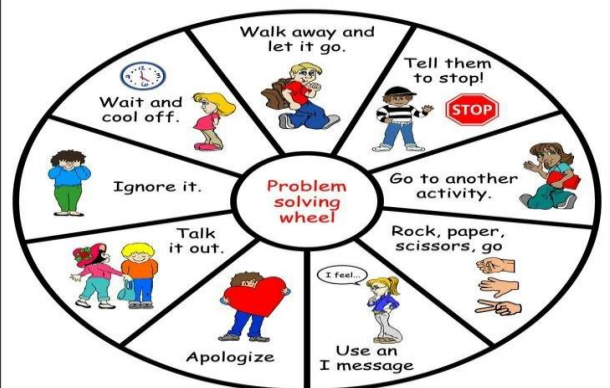 Walk away and
let it go.
Tell them
to stop!
STOP
Go to another
activity.
Rock, paper,
scissors, go
I feel...
Use an
I message
Apologize
Talk
it out.
Ignore it.
Wait and
cool off.
Problem
solving
wheel